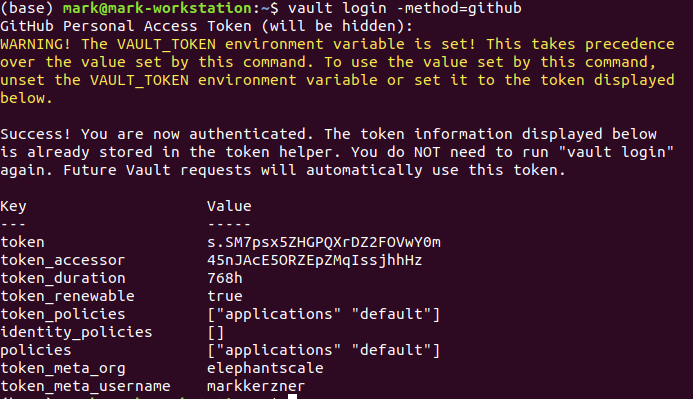 (base) mark@mark-workstation:~$ vault login -method=github
GitHub Personal Access Token (will be hidden):
WARNING! The VAULT_TOKEN environment variable is set! This takes precedence
over the value set by this command. To use the value set by this command,
unset the VAULT_TOKEN environment variable or set it to the token displayed
below.
Success! You are now authenticated. The token information displayed below
is already stored in the token helper. You do NOT need to run "vault login"
again. Future Vault requests will automatically use this token.
Key Value
--- -----
token s.SM7psx5ZHGPQXrDZ2FOVwY0m
token_accessor 45nJAcE5ORZEpZMqIssjhhHz
token_duration 768h
token_renewable true
token_policies ["applications" "default"]
identity_policies []
policies ["applications" "default"]
token_meta_org elephantscale
token_meta_username markkerzner